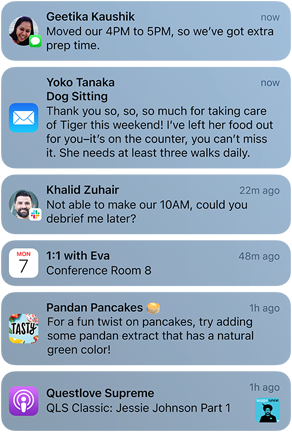 Geetika Kaushik now
Moved our 4PM to 5PM, so we've got extra
prep time.
Yoko Tanaka now
Dog Sitting
Thank you so, so, so much for taking care
of Tiger this weekend! I've left her food out
for you–it's on the counter, you can't miss
it. She needs at least three walks daily.
Khalid Zuhair 22m ago
Not able to make our 10AM, could you
debrief me later?
MON
7
1:1 with Eva 48m ago
Conference Room 8
Pandan Pancakes 🥞 1h ago
TASTY
For a fun twist on pancakes, try adding
some pandan extract that has a natural
green color!
Questlove Supreme 1h ago
QLS Classic: Jessie Johnson Part 1